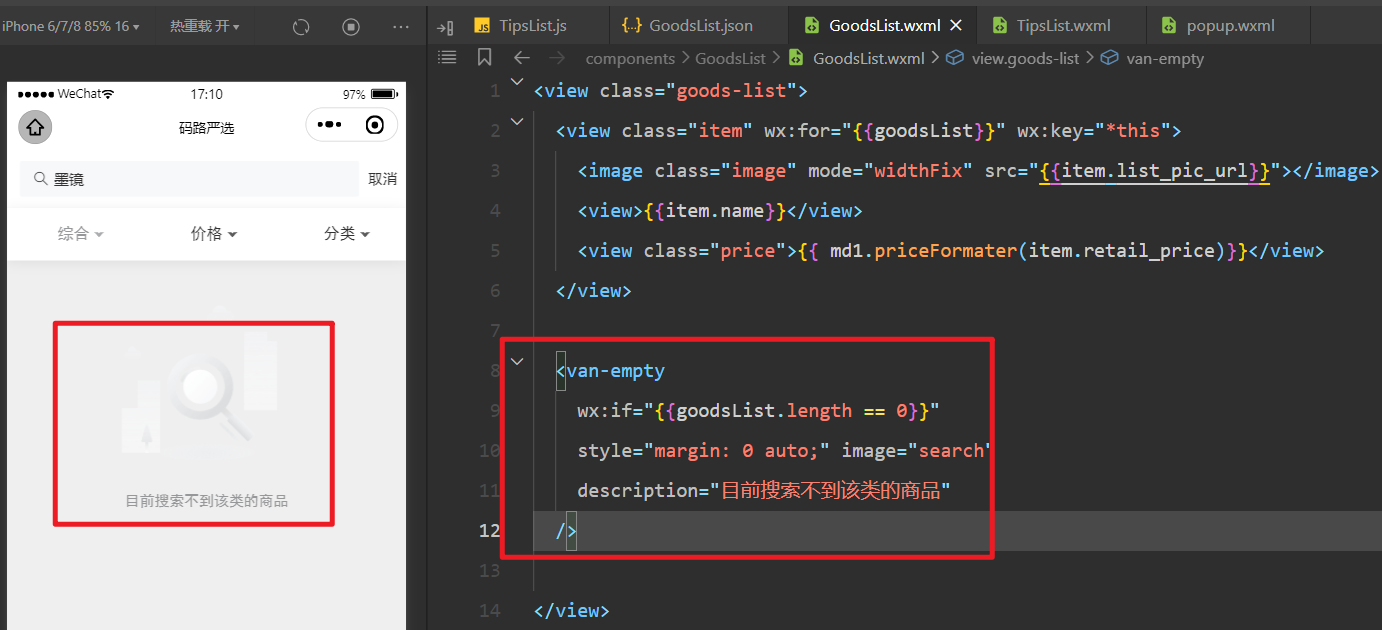 iPhone 6/7/8 85% 16
热重载 开
TipsList.js
GoodsList.json
GoodsList.wxml
TipsList.wxml
popup.wxml
components > GoodsList > GoodsList.wxml > view.goods-list > van-empty
WeChat
17:10
97%
码路严选
墨镜
取消
综合
价格
分类
目前搜索不到该类的商品
1 <view class="goods-list">
2 <view class="item" wx:for="{{goodsList}}" wx:key="*this">
3 <image class="image" mode="widthFix" src="{{item.list_pic_url}}"></image>
4 <view>{{item.name}}</view>
5 <view class="price">{{ md1.priceFormater(item.retail_price)}}</view>
6 </view>
7
8 <van-empty
9 wx:if="{{goodsList.length == 0}}"
10 style="margin: 0 auto;" image="search"
11 description="目前搜索不到该类的商品"
12 />
13
14 </view>